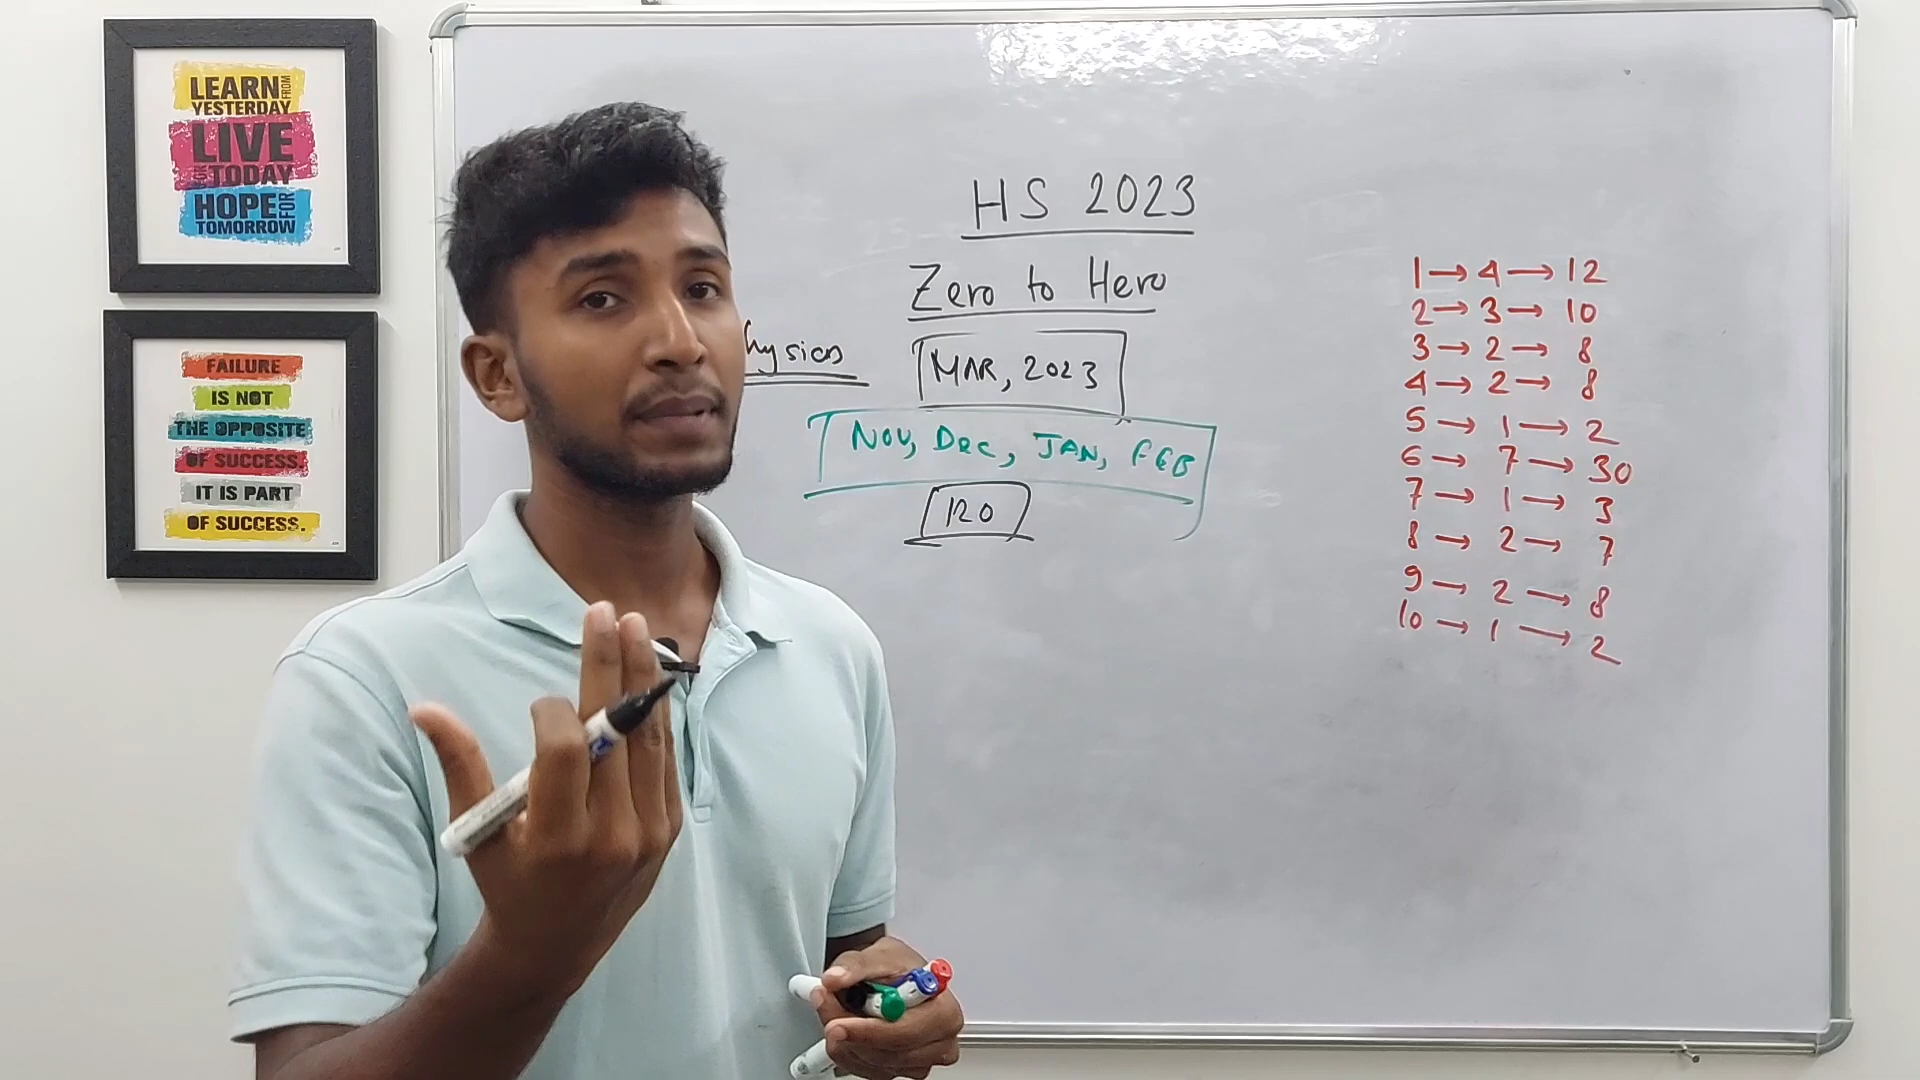 LEARN FROM
YESTERDAY
LIVE
FOR TODAY
HOPE FOR
TOMORROW
FAILURE
IS NOT
THE OPPOSITE
OF SUCCESS.
IT IS PART
OF SUCCESS.
HS 2023
Zero to Hero
hysics
MAR, 2023
NOV, DEC, JAN, FEB
120
1 → 4 → 12
2 → 3 → 10
3 → 2 → 8
4 → 2 → 8
5 → 1 → 2
6 → 7 → 30
7 → 1 → 3
8 → 2 → 7
9 → 2 → 8
10 → 1 → 2